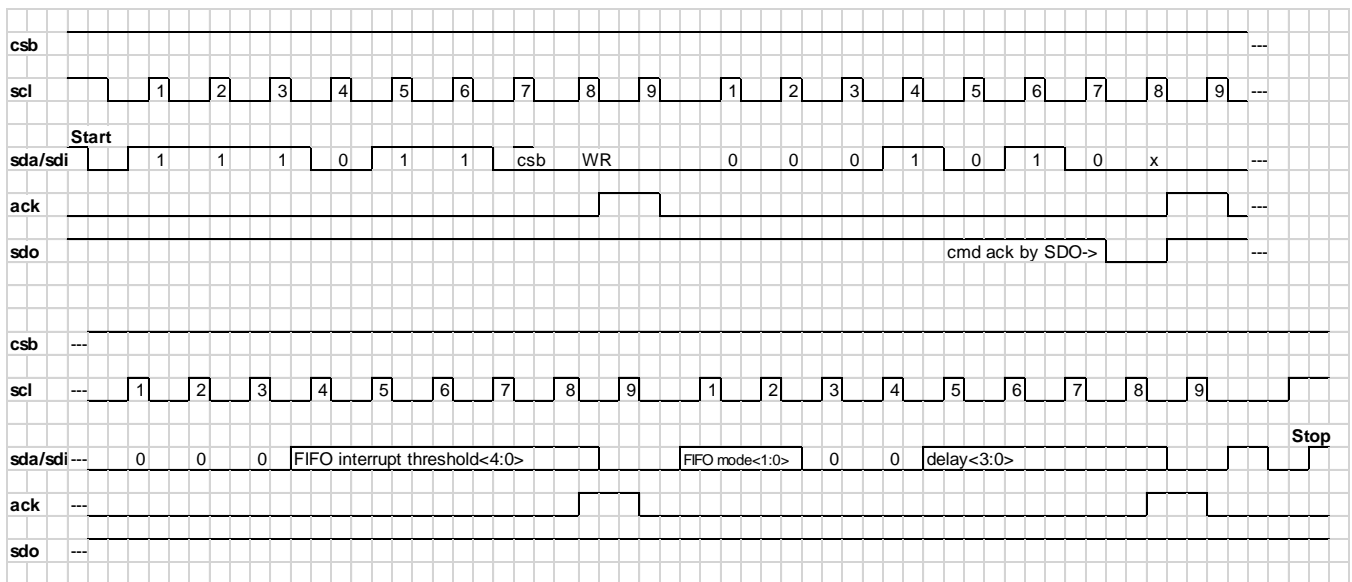 csb ---
scl 1 2 3 4 5 6 7 8 9 1 2 3 4 5 6 7 8 9 ---
Start
sda/sdi 1 1 1 0 1 1 csb WR 0 0 0 1 0 1 0 x ---
ack ---
sdo cmd ack by SDO-> ---
csb ---
scl --- 1 2 3 4 5 6 7 8 9 1 2 3 4 5 6 7 8 9
Stop
sda/sdi --- 0 0 0 FIFO interrupt threshold<4:0> FIFO mode<1:0> 0 0 delay<3:0>
ack ---
sdo ---